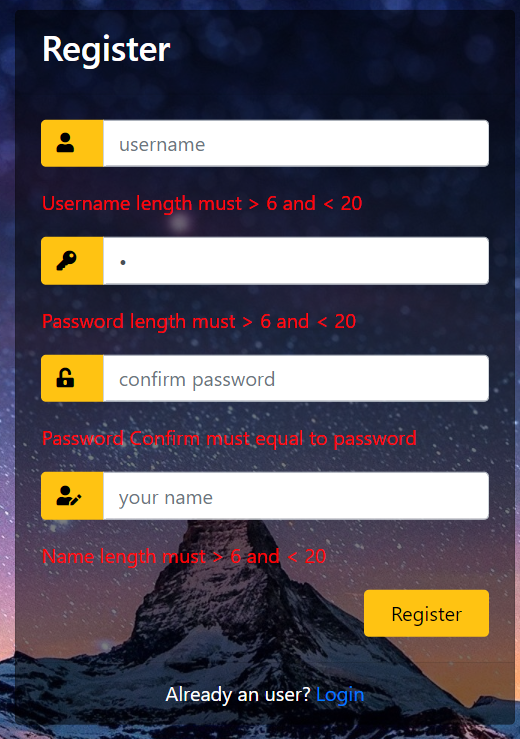 Register
username
Username length must > 6 and < 20
•
Password length must > 6 and < 20
confirm password
Password Confirm must equal to password
your name
Name length must > 6 and < 20
Register
Already an user? Login